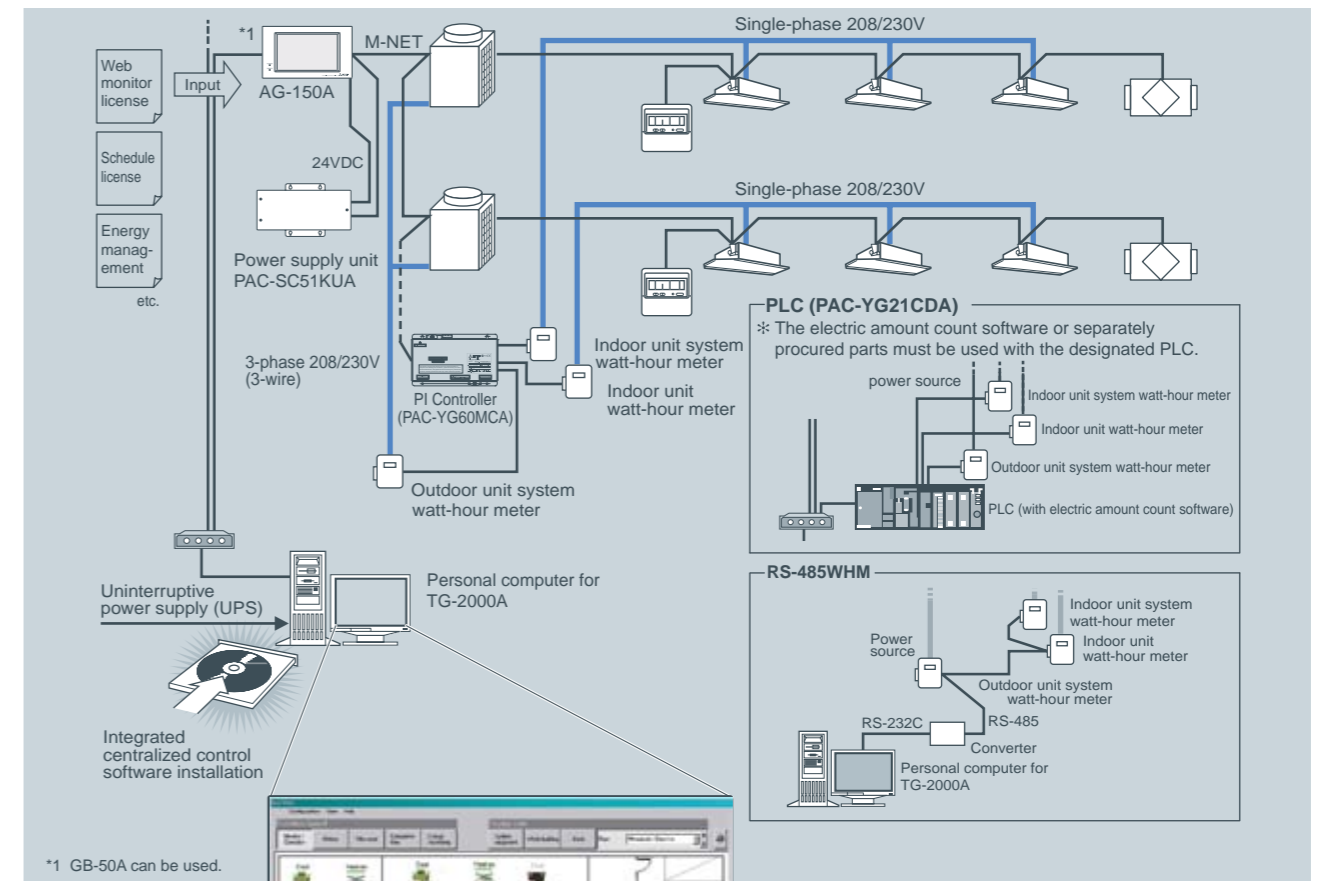 *1
M-NET
Single-phase 208/230V
Web
monitor
license
Input
AG-150A
Schedule
license
24VDC
Energy
manag-
ement
etc.
Power supply unit
PAC-SC51KUA
Single-phase 208/230V
3-phase 208/230V
(3-wire)
PI Controller
(PAC-YG60MCA)
Indoor unit system
watt-hour meter
Indoor unit
watt-hour meter
Outdoor unit system
watt-hour meter
PLC (PAC-YG21CDA)
✻ The electric amount count software or separately
procured parts must be used with the designated PLC.
power source
Indoor unit system watt-hour meter
Indoor unit watt-hour meter
Outdoor unit system watt-hour meter
PLC (with electric amount count software)
Uninterruptive
power supply (UPS)
Personal computer for
TG-2000A
Integrated
centralized control
software installation
RS-485WHM
Indoor unit system
watt-hour meter
Power
source
Indoor unit
watt-hour meter
Outdoor unit system
watt-hour meter
RS-232C
RS-485
Converter
Personal computer for
TG-2000A
*1 GB-50A can be used.